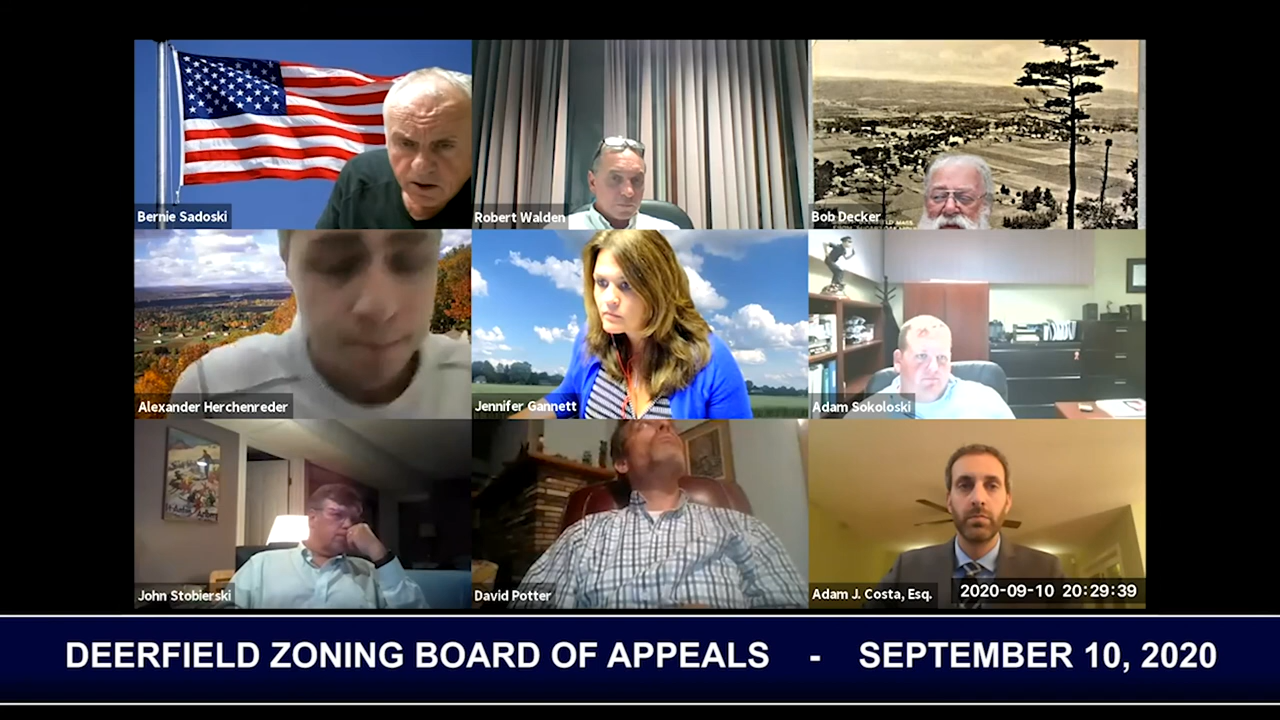 Bernie Sadoski
Robert Walden
Bob Decker
Alexander Herchenreder
Jennifer Gannett
Adam Sokoloski
John Stobierski
David Potter
Adam J. Costa, Esq.
2020-09-10 20:29:39
DEERFIELD ZONING BOARD OF APPEALS - SEPTEMBER 10, 2020